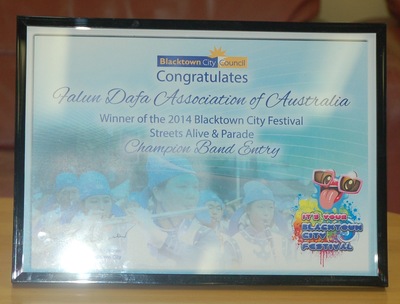 Blacktown City Council
Congratulates
Falun Dafa Association of Australia
Winner of the 2014 Blacktown City Festival
Streets Alive & Parade
Champion Band Entry
IT'S YOUR
BLACKTOWN
CITY
FESTIVAL